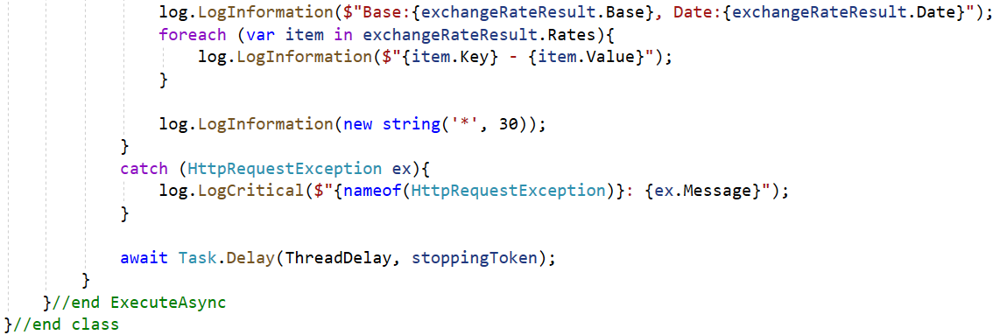 log.LogInformation($"Base:{exchangeRateResult.Base}, Date:{exchangeRateResult.Date}");
foreach (var item in exchangeRateResult.Rates){
log.LogInformation($"{item.Key} - {item.Value}");
}
log.LogInformation(new string('*', 30));
}
catch (HttpRequestException ex){
log.LogCritical($"{nameof(HttpRequestException)}: {ex.Message}");
}
await Task.Delay(ThreadDelay, stoppingToken);
}
}//end ExecuteAsync
}//end class